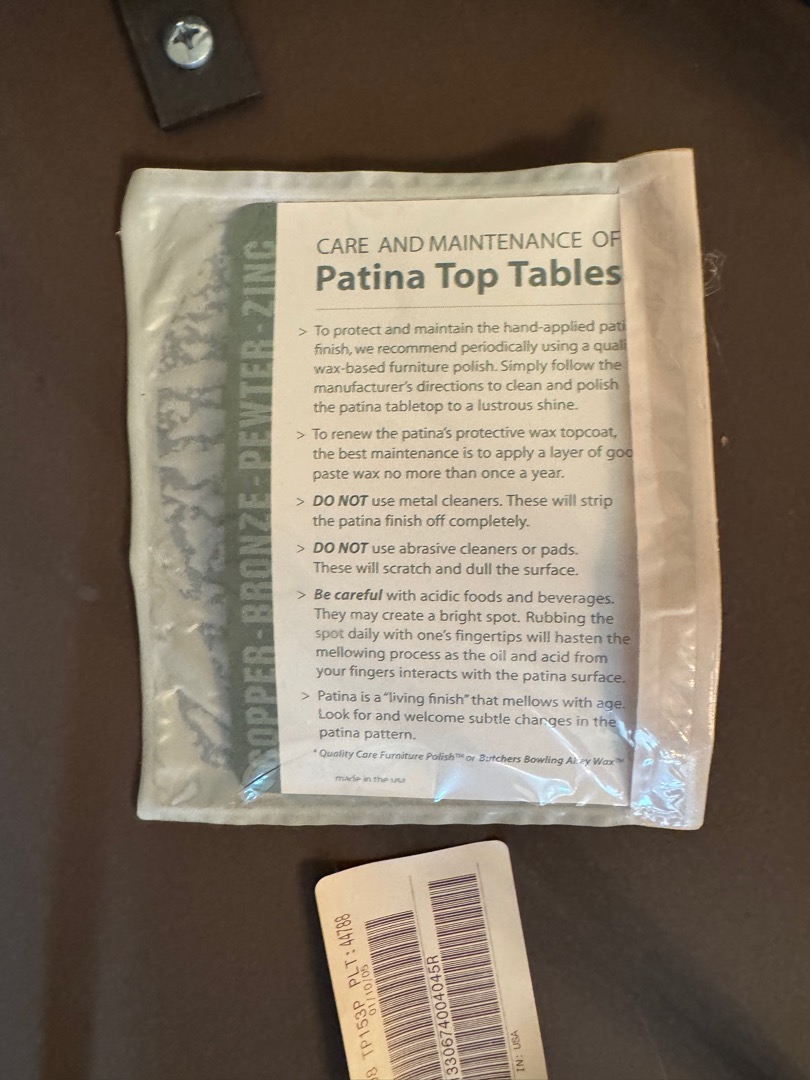 CARE AND MAINTENANCE OF
Patina Top Tables
> To protect and maintain the hand-applied pati
finish, we recommend periodically using a quali
wax-based furniture polish. Simply follow the
manufacturer's directions to clean and polish
the patina tabletop to a lustrous shine.
> To renew the patina's protective wax topcoat,
the best maintenance is to apply a layer of goo
paste wax no more than once a year.
> DO NOT use metal cleaners. These will strip
the patina finish off completely.
> DO NOT use abrasive cleaners or pads.
These will scratch and dull the surface.
> Be careful with acidic foods and beverages.
They may create a bright spot. Rubbing the
spot daily with one's fingertips will hasten the
mellowing process as the oil and acid from
your fingers interacts with the patina surface.
> Patina is a "living finish" that mellows with age.
Look for and welcome subtle changes in the
patina pattern.
* Quality Care Furniture Polish™ or Butchers Bowling Alley Wax™
made in the usa
COPPER-BRONZE-PEWTER-ZINC
8 TP153P PLT: 44788
01/10/05
330674004045R
IN: USA